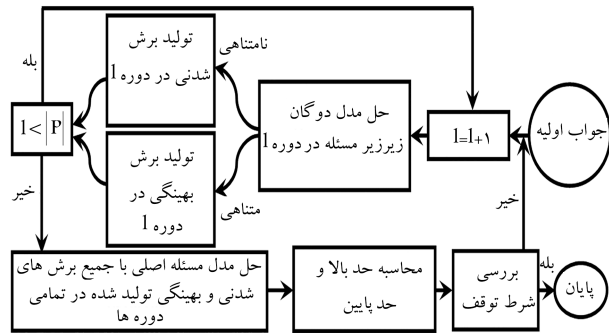 جواب اولیه
l=l+۱
حل مدل دوگان
زیرزیر مسئله در دوره l
نامتناهی
تولید برش
شدنی در دوره l
متناهی
تولید برش
بهینگی در
دوره l
l<|P|
بله
خیر
حل مدل مسئله اصلی با جمیع برش های
شدنی و بهینگی تولید شده در تمامی
دوره ها
محاسبه حد بالا و
حد پایین
بررسی
شرط توقف
خیر
بله
پایان